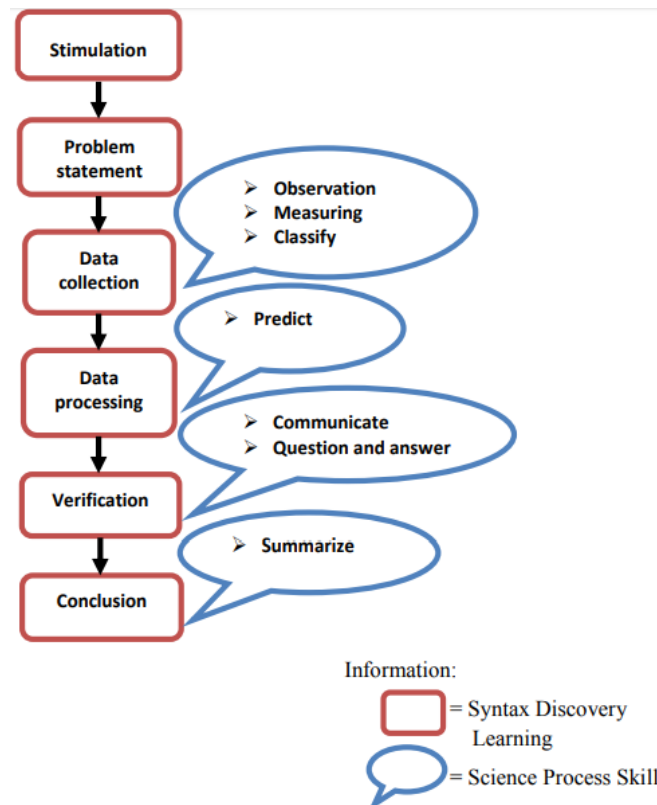 Stimulation
Problem
statement
➢ Observation
➢ Measuring
➢ Classify
Data
collection
➢ Predict
Data
processing
➢ Communicate
➢ Question and answer
Verification
➢ Summarize
Conclusion
Information:
= Syntax Discovery
Learning
= Science Process Skill